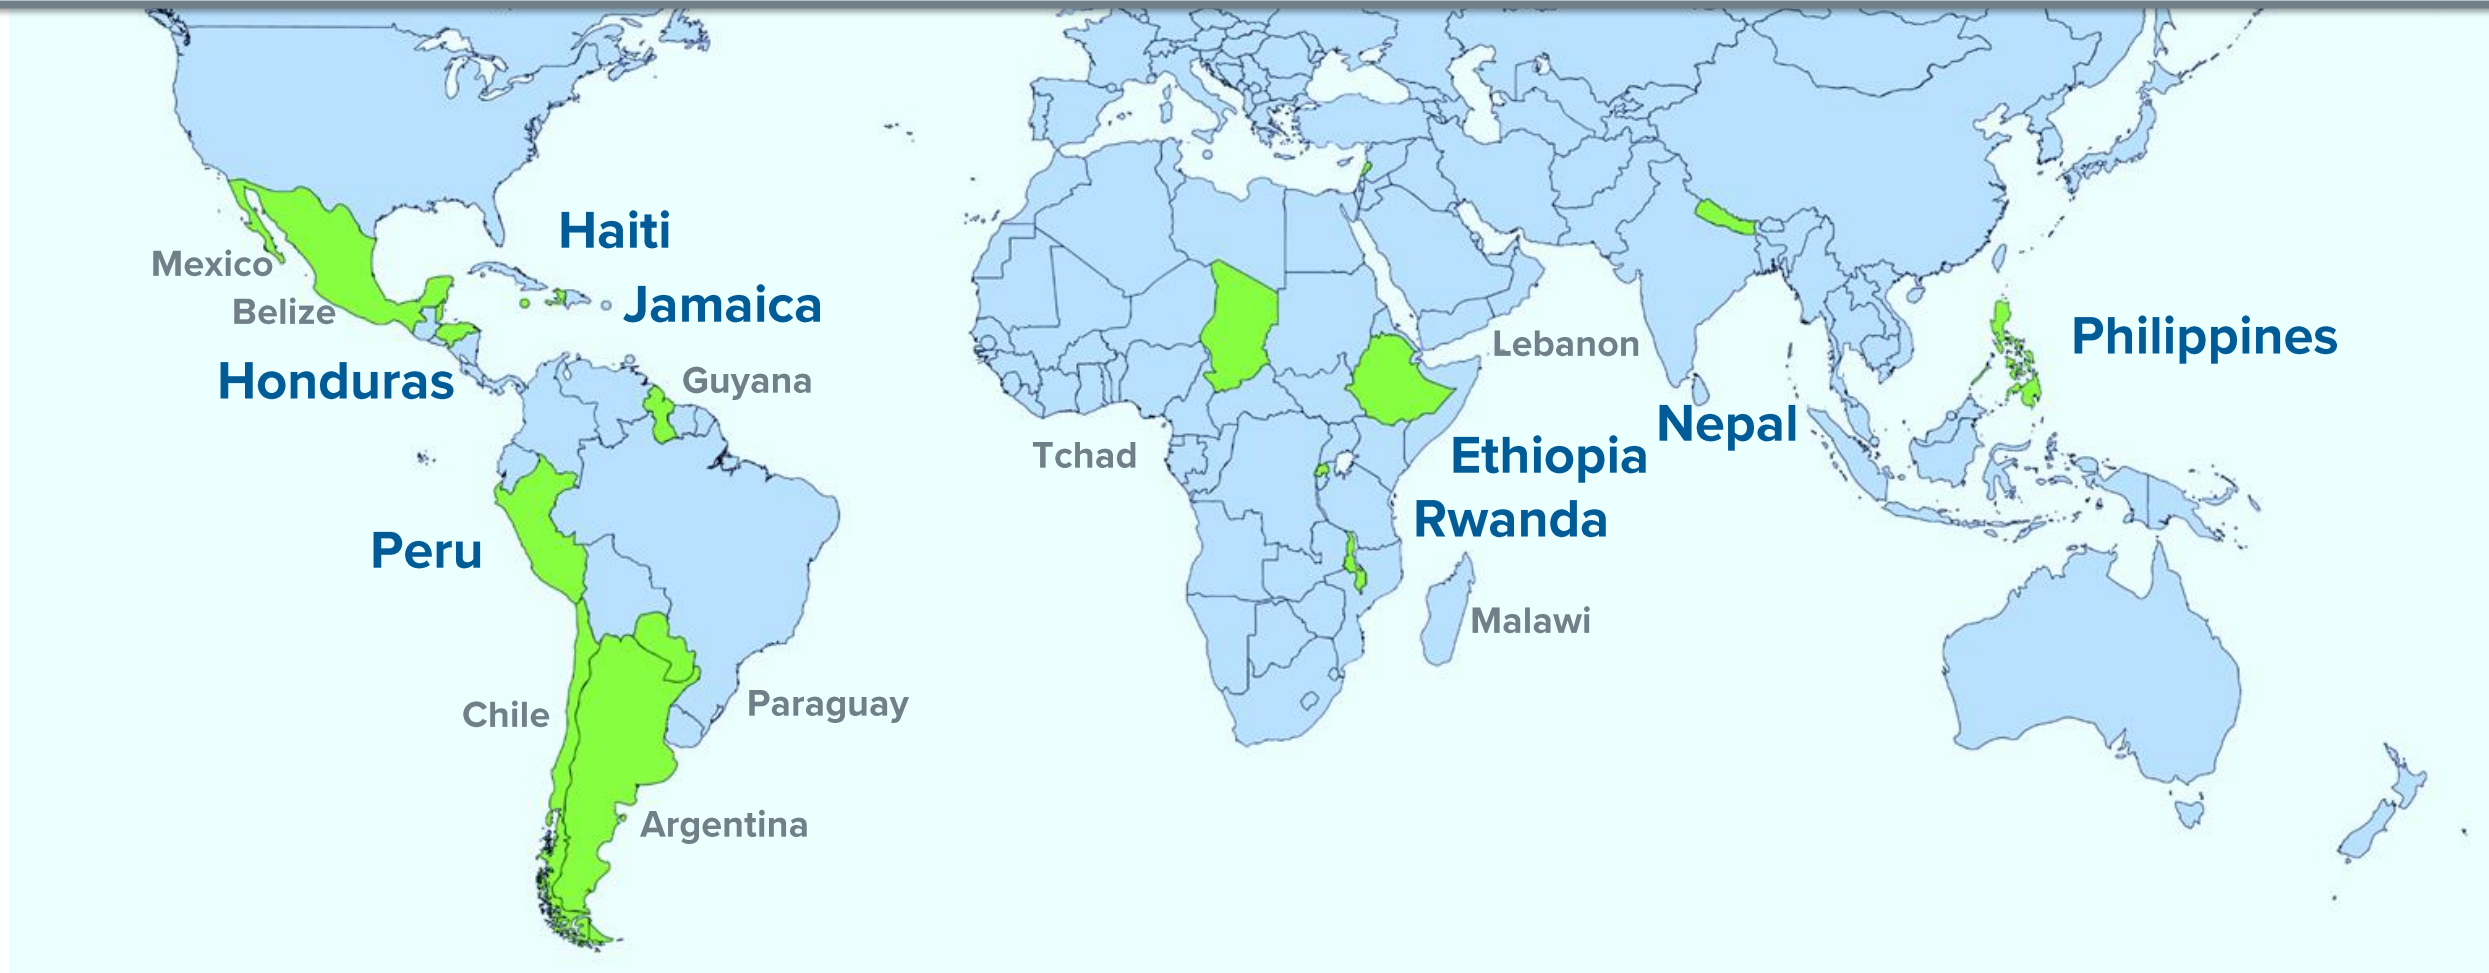 Haiti
Mexico
Jamaica
Belize
Honduras
Guyana
Peru
Chile
Paraguay
Argentina
Tchad
Lebanon
Ethiopia
Rwanda
Malawi
Nepal
Philippines